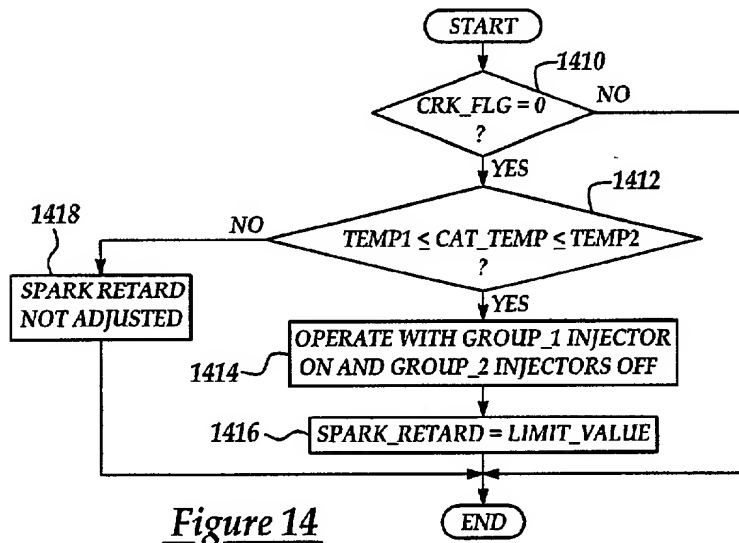 START
1410
CRK_FLG = 0
?
NO
YES
1412
TEMP1 ≤ CAT_TEMP ≤ TEMP2
?
NO
1418
SPARK RETARD
NOT ADJUSTED
YES
OPERATE WITH GROUP_1 INJECTOR
ON AND GROUP_2 INJECTORS OFF
1414
1416
SPARK_RETARD = LIMIT_VALUE
END
Figure 14